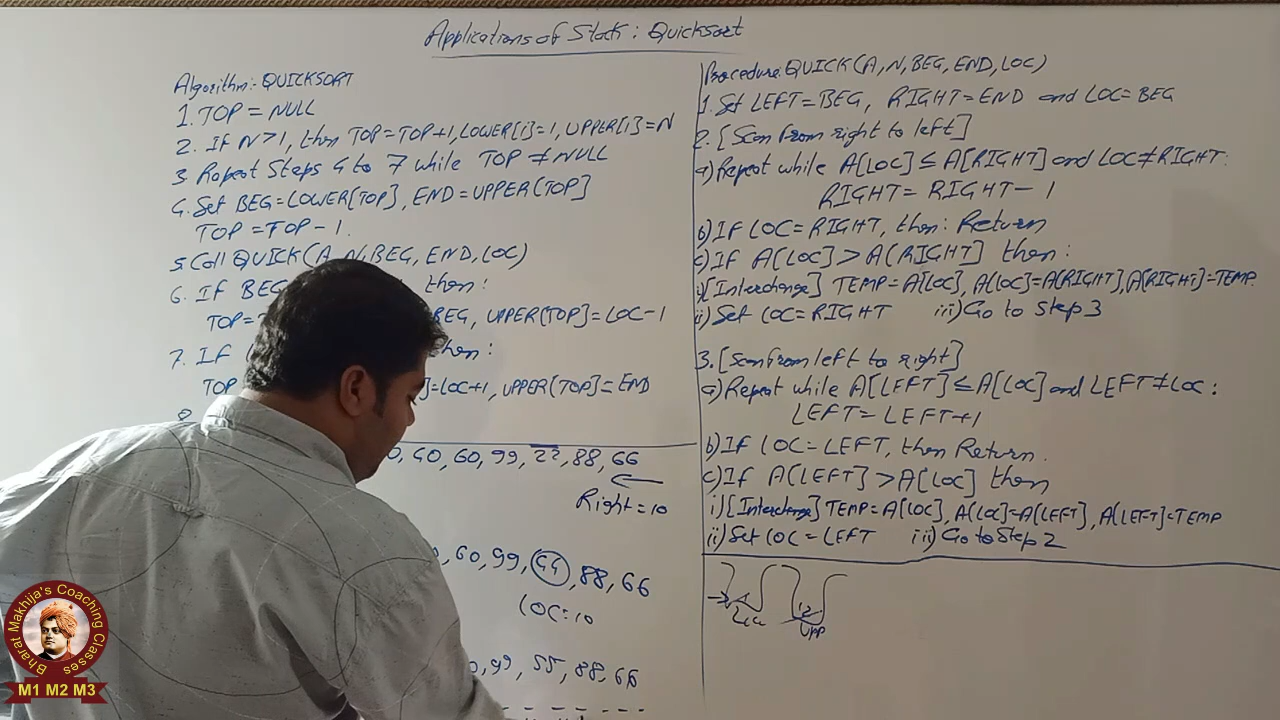 Applications of Stack: Quicksort
Algorithm:- QUICKSORT
1. TOP = NULL
2. If N>1, then TOP=TOP+1, LOWER[i]=1, UPPER[i]=N
3. Repeat Steps 4 to 7 while TOP ≠ NULL
4. Set BEG=LOWER[TOP], END=UPPER[TOP]
TOP = TOP - 1.
5. Call QUICK(A, N, BEG, END, LOC)
6. If BEG then:
TOP= BEG, UPPER[TOP]=LOC-1
7. If then:
TOP ]=LOC+1, UPPER[TOP]=END
8.
0, 40, 60, 99, 22, 88, 66
Right = 10
, 60, 99, 44, 88, 66
LOC=10
0, 99, 55, 88, 66
Procedure: QUICK(A, N, BEG, END, LOC)
1. Set LEFT=BEG, RIGHT=END and LOC=BEG
2. [Scan from right to left]
a) Repeat while A[LOC] ≤ A[RIGHT] and LOC≠RIGHT:
RIGHT = RIGHT - 1
b) If LOC=RIGHT, then: Return
c) If A[LOC] > A[RIGHT] then:
i) [Interchange] TEMP=A[LOC], A[LOC]=A[RIGHT], A[RIGHT]=TEMP.
ii) Set LOC=RIGHT iii) Go to Step 3
3. [Scan from left to right]
a) Repeat while A[LEFT] ≤ A[LOC] and LEFT≠LOC:
LEFT = LEFT+1
b) If LOC=LEFT, then Return.
c) If A[LEFT] > A[LOC] then
i) [Interchange] TEMP=A[LOC], A[LOC]=A[LEFT], A[LEFT]=TEMP
ii) Set LOC = LEFT iii) Go to Step 2
12
UPP
Bharat Makhija's Coaching Classes
M1 M2 M3